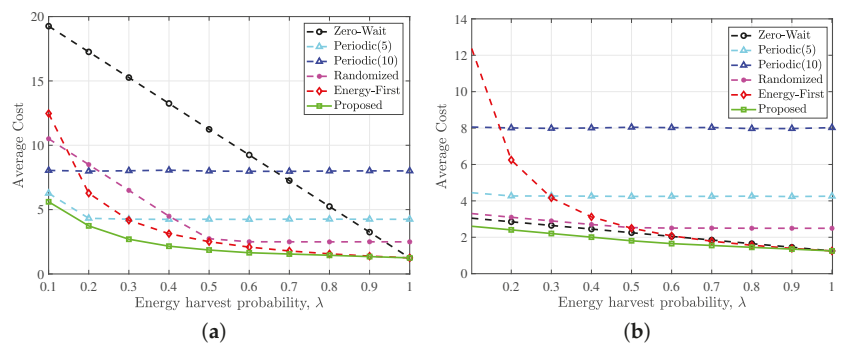 20
15
10
5
0
Average Cost
Zero-Wait
Periodic(5)
Periodic(10)
Randomized
Energy-First
Proposed
0.1 0.2 0.3 0.4 0.5 0.6 0.7 0.8 0.9 1
Energy harvest probability, λ
(a)
14
12
10
8
6
4
2
0
Average Cost
Zero-Wait
Periodic(5)
Periodic(10)
Randomized
Energy-First
Proposed
0.2 0.3 0.4 0.5 0.6 0.7 0.8 0.9 1
Energy harvest probability, λ
(b)